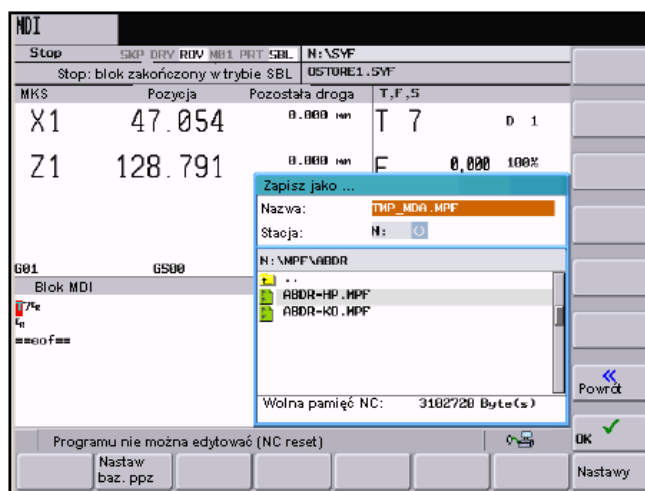 MDI
Stop SKP DRY ROV M01 PRT SBL N:\SYF
Stop: blok zakończony w trybie SBL OSTORE1.SYF
MKS Pozycja Pozostała droga T,F,S
X1 47.054 0.000 мм T 7 D 1
Z1 128.791 0.000 мм F 0,000 100%
Zapisz jako ...
Nazwa: TMP_MDA.MPF
Stacja: N:
N:\MPF\ABDR
G01 G500
..
Blok MDI
ABDR-HP.MPF
ABDR-KO.MPF
==eof==
Powrót
Wolna pamięć NC: 3102720 Byte(s)
Programu nie można edytować (NC reset)
OK
Nastaw
baz. ppz
Nastawy